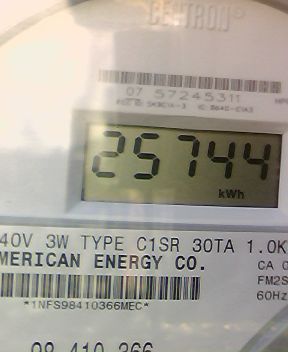 CENTRON®
07 57245311
25744
kWh
40V 3W TYPE C1SR 30TA 1.0K
MERICAN ENERGY CO.
CA G
FM2S
60Hz
*1NFS98410366MEC*
98 410 366